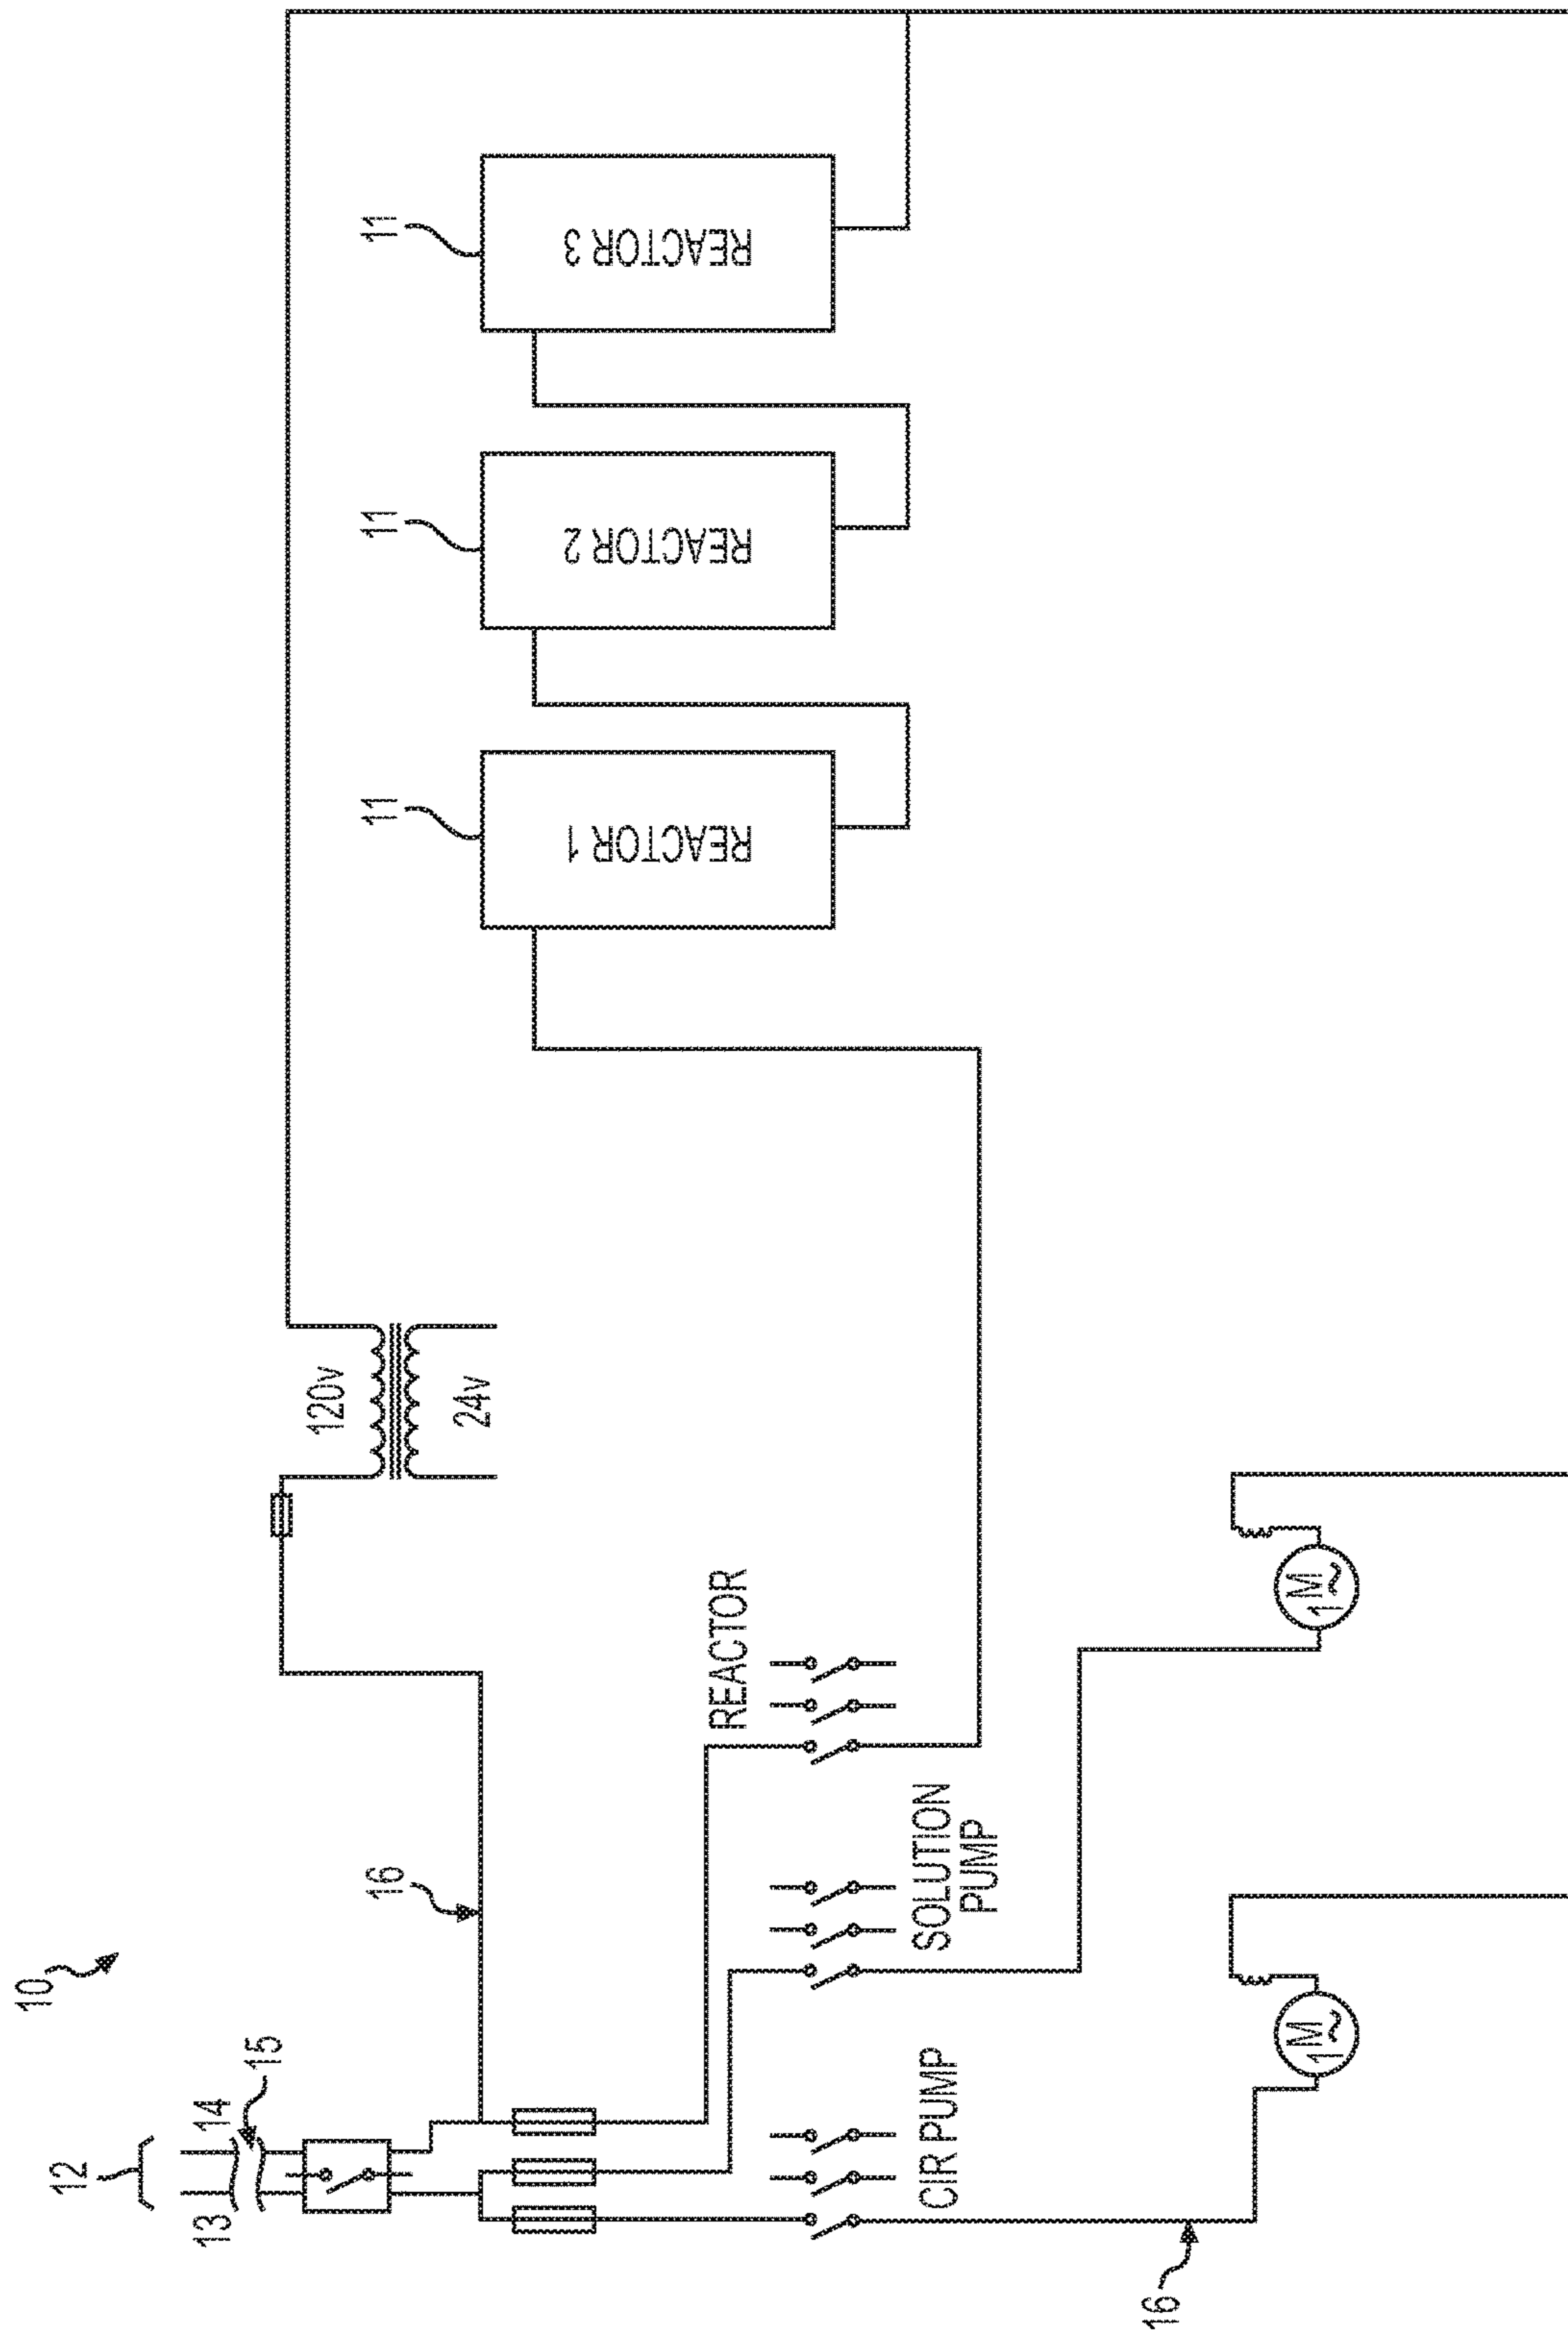 10
12
13
14
15
16
120v
24v
11
11
11
REACTOR 1
REACTOR 2
REACTOR 3
REACTOR
SOLUTION
PUMP
CIR PUMP
M
1~
M
1~
16